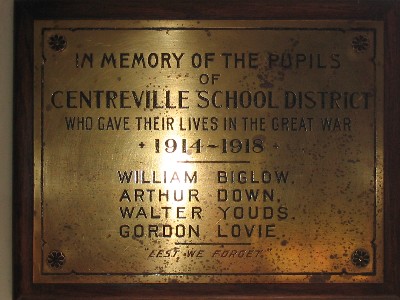 IN MEMORY OF THE PUPILS
OF
CENTREVILLE SCHOOL DISTRICT
WHO GAVE THEIR LIVES IN THE GREAT WAR
1914-1918
WILLIAM BIGLOW.
ARTHUR DOWN.
WALTER YOUDS.
GORDON LOVIE.
"LEST WE FORGET."